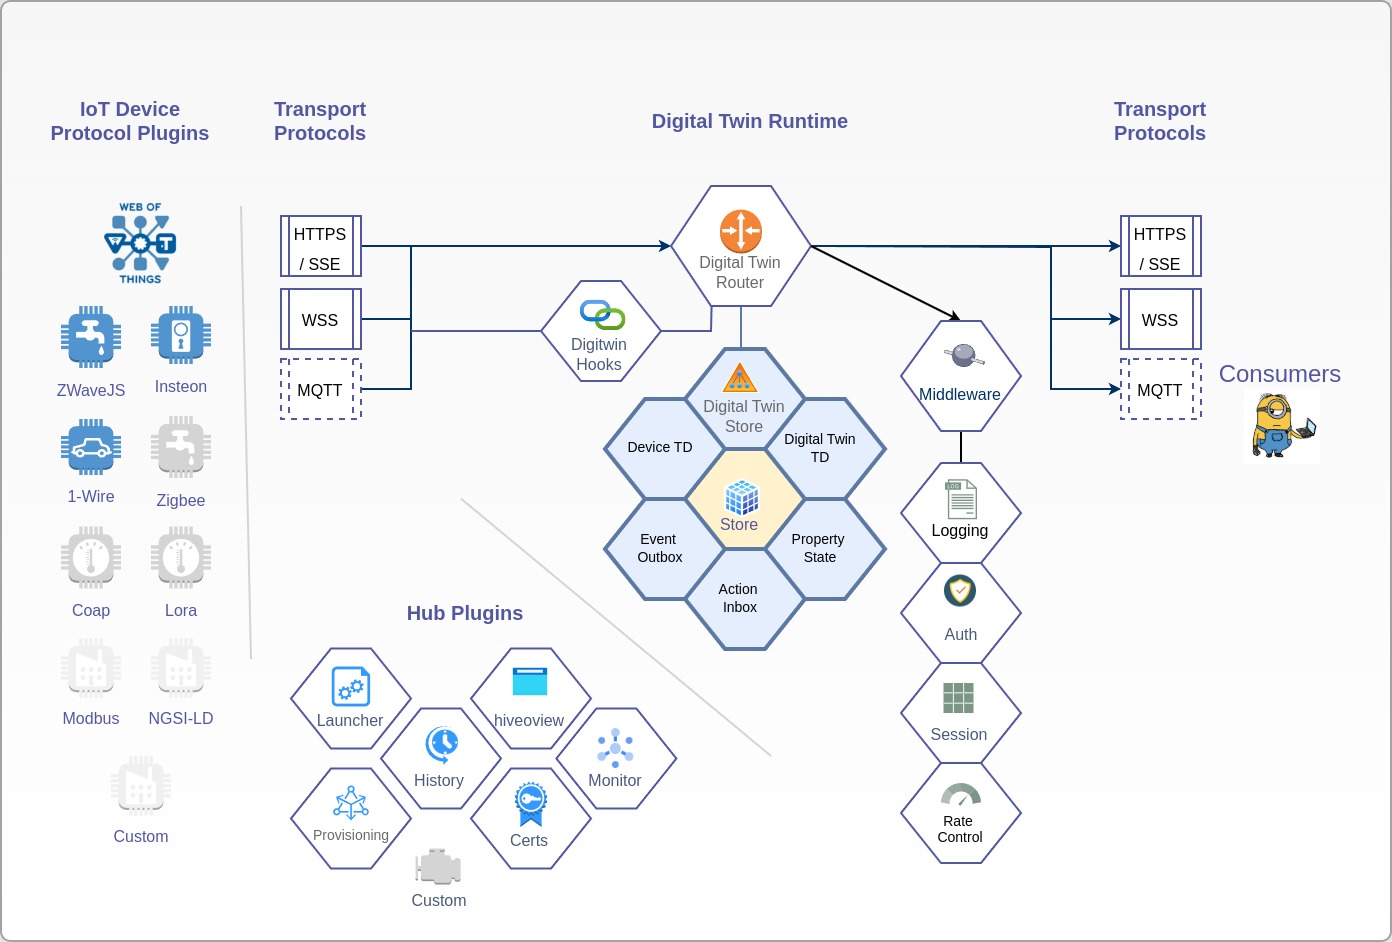 IoT Device
Protocol Plugins
Transport
Protocols
Digital Twin Runtime
Transport
Protocols
WEB OF
W T
THINGS
ZWaveJS
Insteon
1-Wire
Zigbee
Coap
Lora
Modbus
NGSI-LD
Custom
HTTPS
/ SSE
WSS
MQTT
Digital Twin
Router
Digitwin
Hooks
Digital Twin
Store
Device TD
Digital Twin
TD
Store
Event
Outbox
Property
State
Action
Inbox
Middleware
LOG
Logging
Auth
Session
Rate
Control
HTTPS
/ SSE
WSS
MQTT
Consumers
Hub Plugins
Launcher
hiveoview
History
Monitor
Provisioning
Certs
Custom